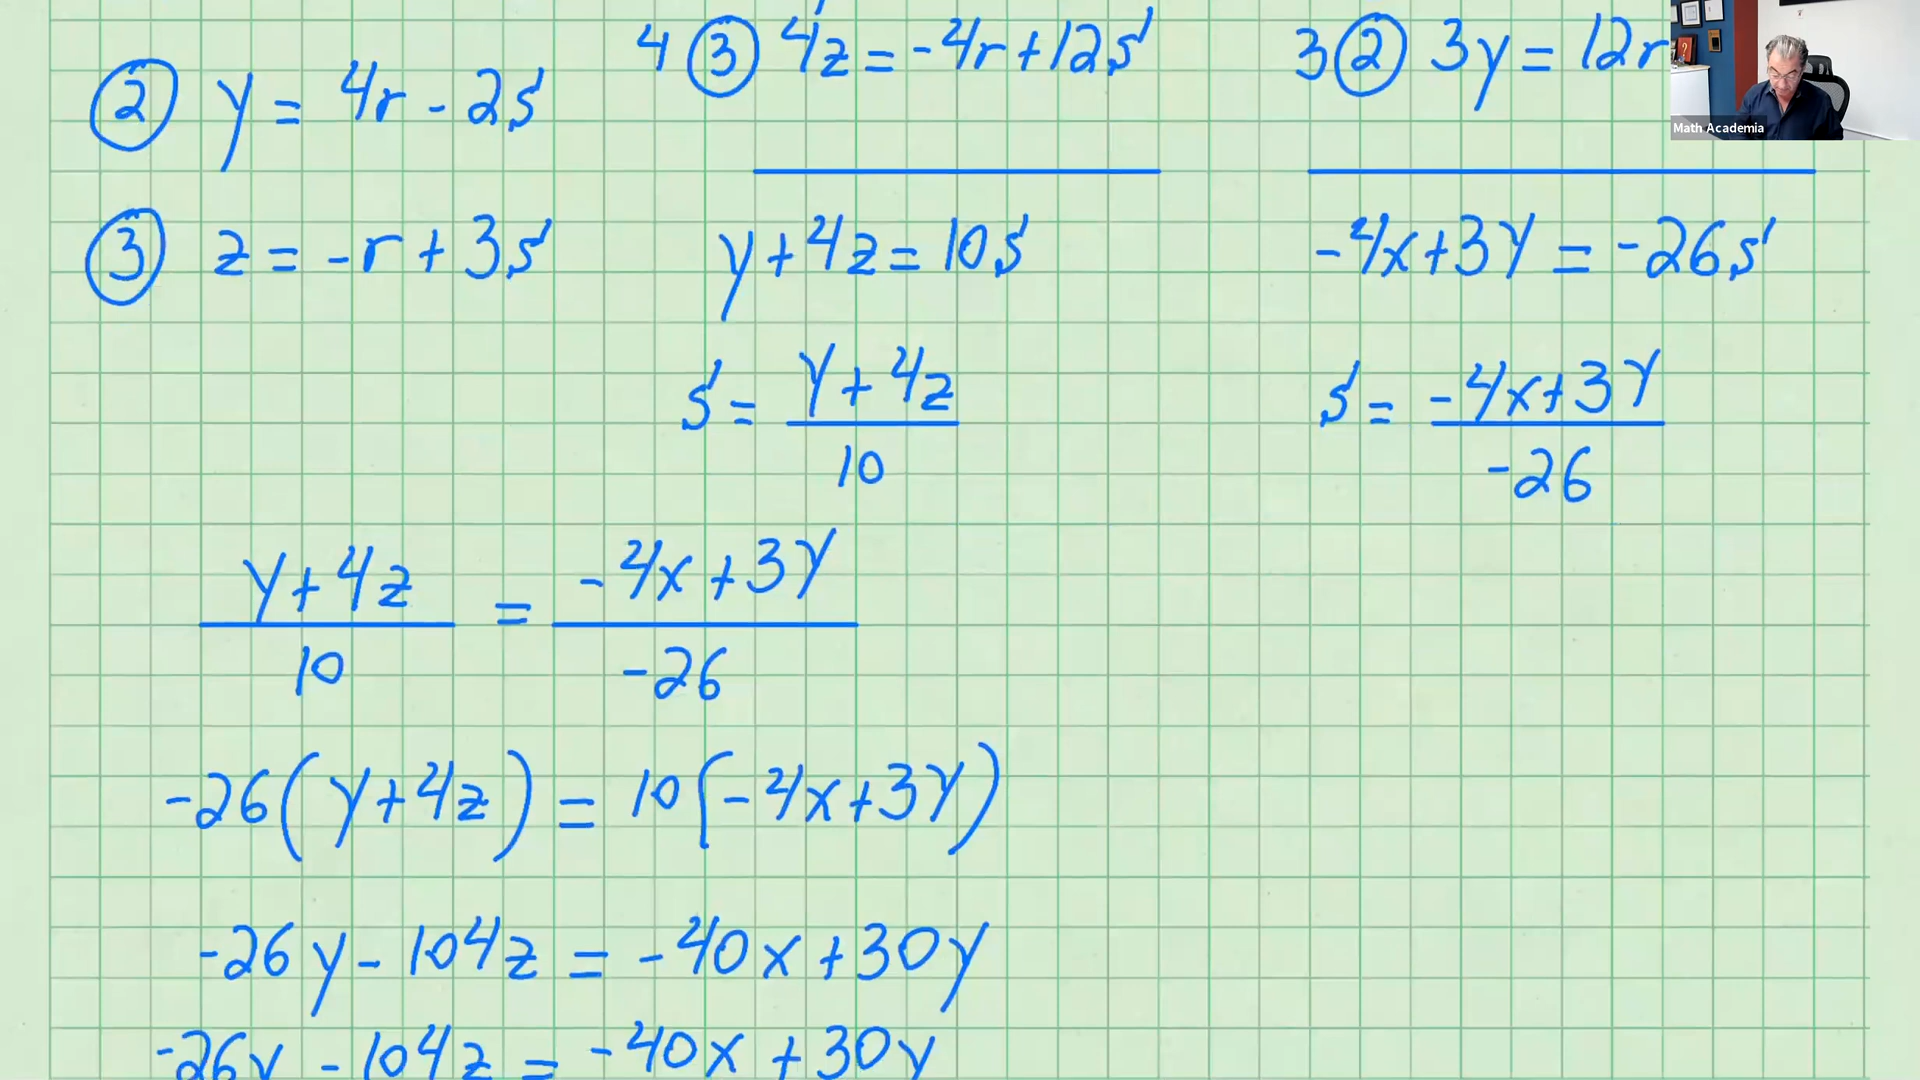 ② y = 4r - 2s
4 ③ 4z = -4r + 12s
3 ② 3y = 12r
Math Academia
③ z = -r + 3s
y + 4z = 10s
-4x + 3y = -26s
s = (y + 4z)/10
s = (-4x + 3y)/-26
(y + 4z)/10 = (-4x + 3y)/-26
-26(y + 4z) = 10(-4x + 3y)
-26y - 104z = -40x + 30y
-26y - 104z = -40x + 30y